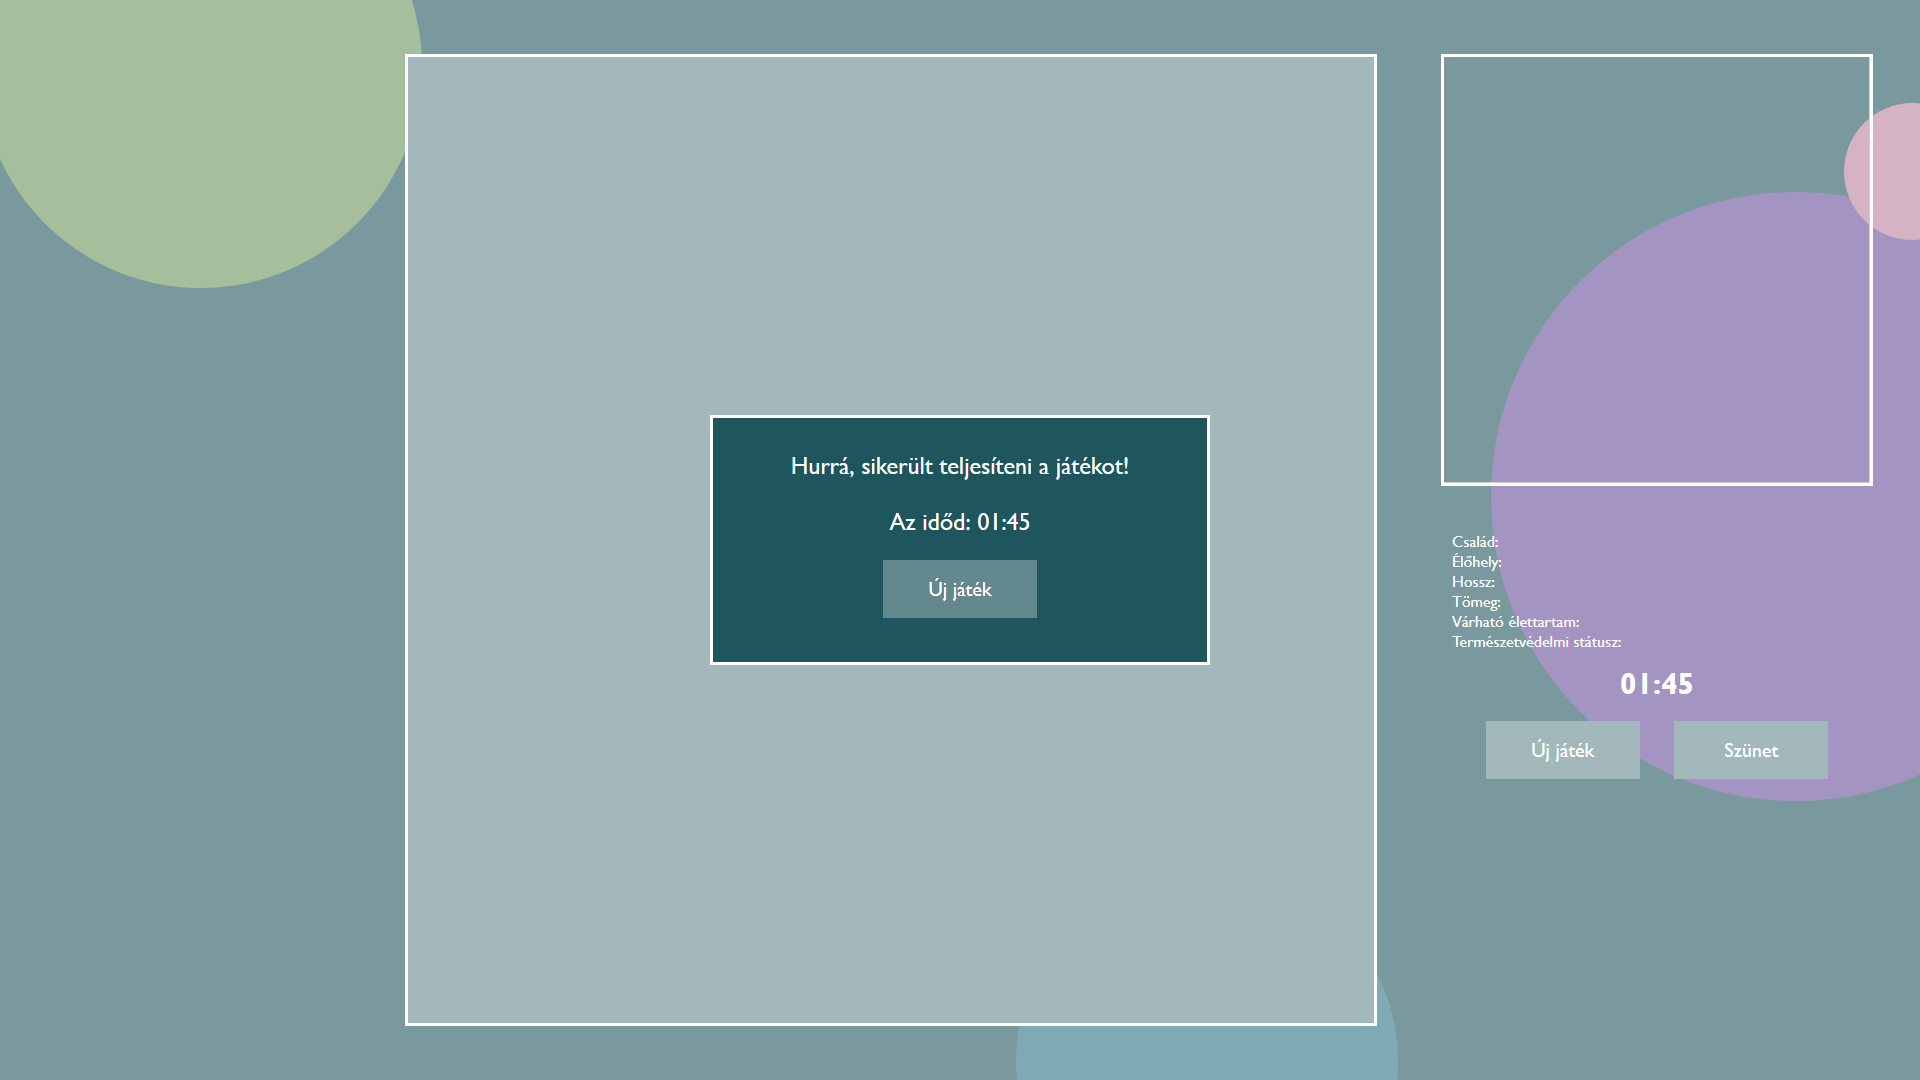 Hurrá, sikerült teljesíteni a játékot!
Az időd: 01:45
Új játék
Család:
Élőhely:
Hossz:
Tömeg:
Várható élettartam:
Természetvédelmi státusz:
01:45
Új játék
Szünet